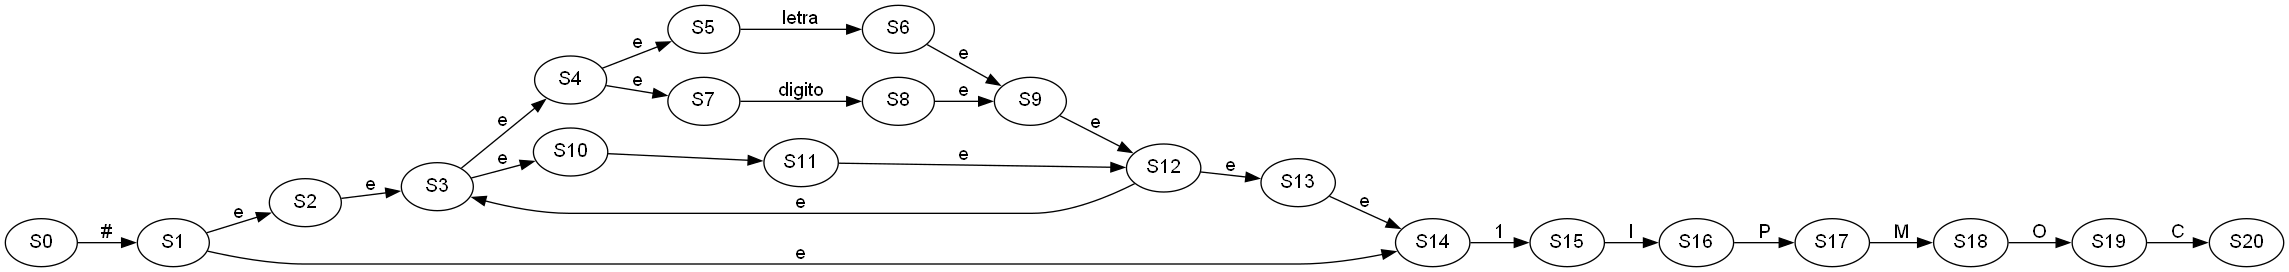 S5 letra S6
e e
S4
e S7 digito S8 e S9
e e
S10 S11 e S12 e S13
e
S3
e
S2
e e
e
S0 # S1 S14 1 S15 I S16 P S17 M S18 O S19 C S20
e